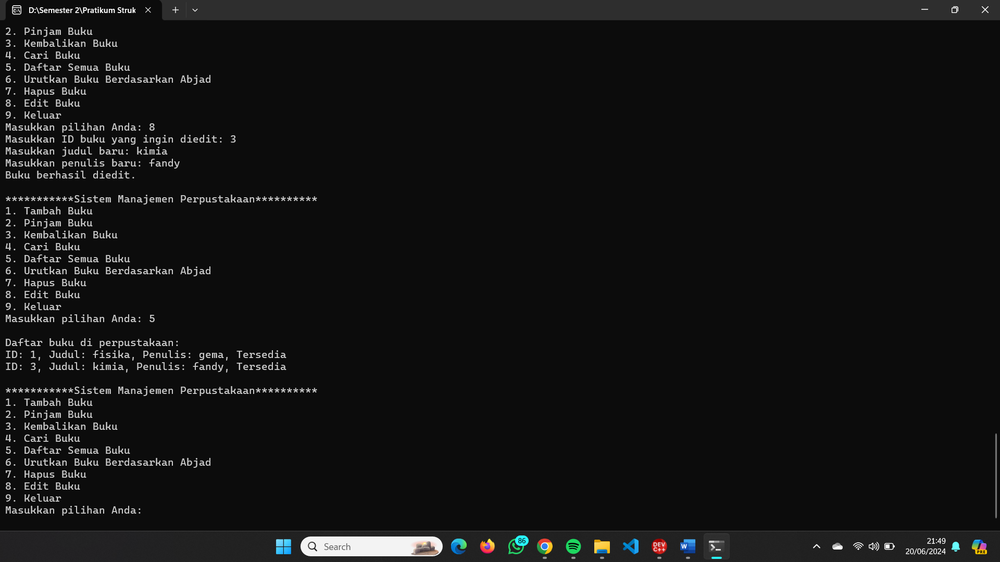 D:\Semester 2\Pratikum Struk
2. Pinjam Buku
3. Kembalikan Buku
4. Cari Buku
5. Daftar Semua Buku
6. Urutkan Buku Berdasarkan Abjad
7. Hapus Buku
8. Edit Buku
9. Keluar
Masukkan pilihan Anda: 8
Masukkan ID buku yang ingin diedit: 3
Masukkan judul baru: kimia
Masukkan penulis baru: fandy
Buku berhasil diedit.
***********Sistem Manajemen Perpustakaan**********
1. Tambah Buku
2. Pinjam Buku
3. Kembalikan Buku
4. Cari Buku
5. Daftar Semua Buku
6. Urutkan Buku Berdasarkan Abjad
7. Hapus Buku
8. Edit Buku
9. Keluar
Masukkan pilihan Anda: 5
Daftar buku di perpustakaan:
ID: 1, Judul: fisika, Penulis: gema, Tersedia
ID: 3, Judul: kimia, Penulis: fandy, Tersedia
***********Sistem Manajemen Perpustakaan**********
1. Tambah Buku
2. Pinjam Buku
3. Kembalikan Buku
4. Cari Buku
5. Daftar Semua Buku
6. Urutkan Buku Berdasarkan Abjad
7. Hapus Buku
8. Edit Buku
9. Keluar
Masukkan pilihan Anda:
Search
86
DEV
C++
W
PRE
21:49
20/06/2024